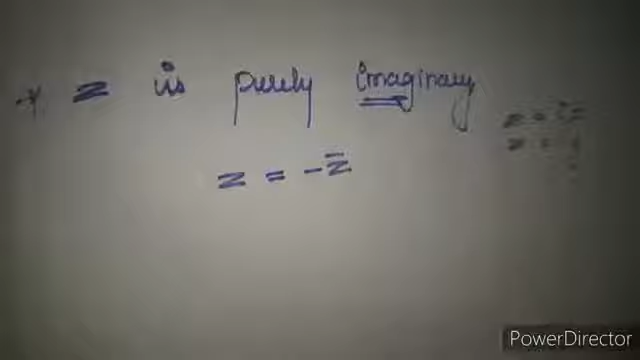 * z is purely imaginary
z = -z̄
PowerDirector